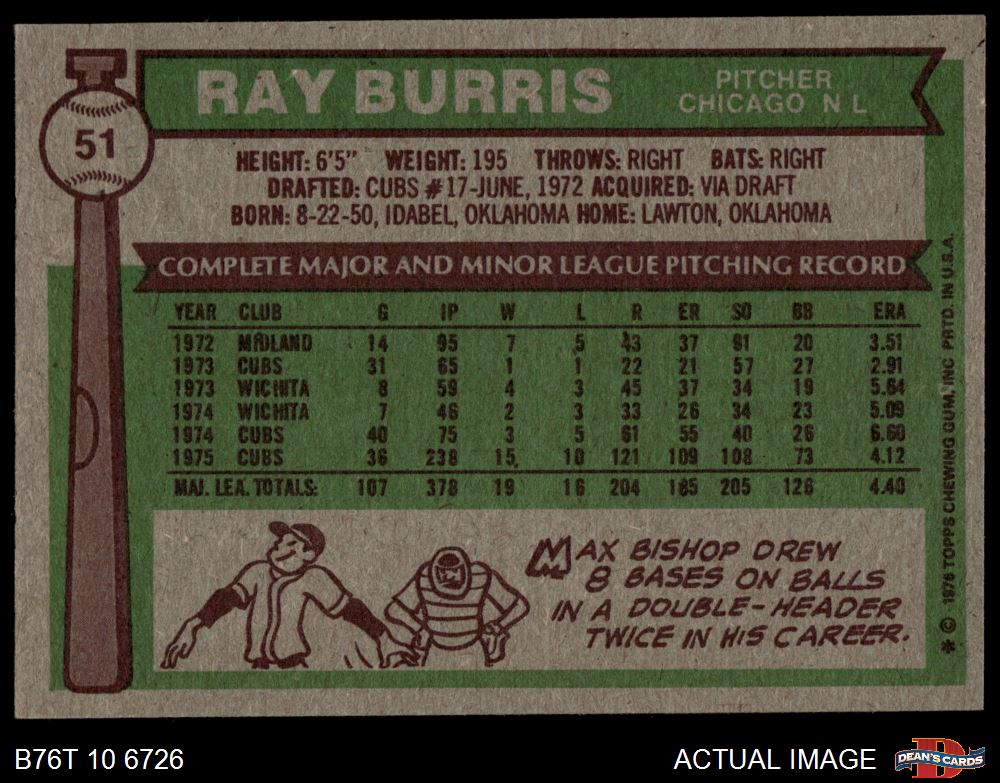 51
RAY BURRIS
PITCHER
CHICAGO N L
HEIGHT: 6'5" WEIGHT: 195 THROWS: RIGHT BATS: RIGHT
DRAFTED: CUBS #17-JUNE, 1972 ACQUIRED: VIA DRAFT
BORN: 8-22-50, IDABEL, OKLAHOMA HOME: LAWTON, OKLAHOMA
COMPLETE MAJOR AND MINOR LEAGUE PITCHING RECORD
YEAR CLUB G IP W L R ER SO BB ERA
1972 MIDLAND 14 95 7 5 43 37 91 20 3.51
1973 CUBS 31 65 1 1 22 21 57 27 2.91
1973 WICHITA 8 59 4 3 45 37 34 19 5.64
1974 WICHITA 7 46 2 3 33 26 34 23 5.09
1974 CUBS 40 75 3 5 61 55 40 26 6.60
1975 CUBS 36 238 15 10 121 109 108 73 4.12
MAJ. LEA. TOTALS: 107 378 19 16 204 185 205 126 4.40
MAX BISHOP DREW
8 BASES ON BALLS
IN A DOUBLE-HEADER
TWICE IN HIS CAREER.
* © 1976 TOPPS CHEWING GUM, INC PRTD. IN U.S.A.
B76T 10 6726
ACTUAL IMAGE
D
DEAN'S CARDS